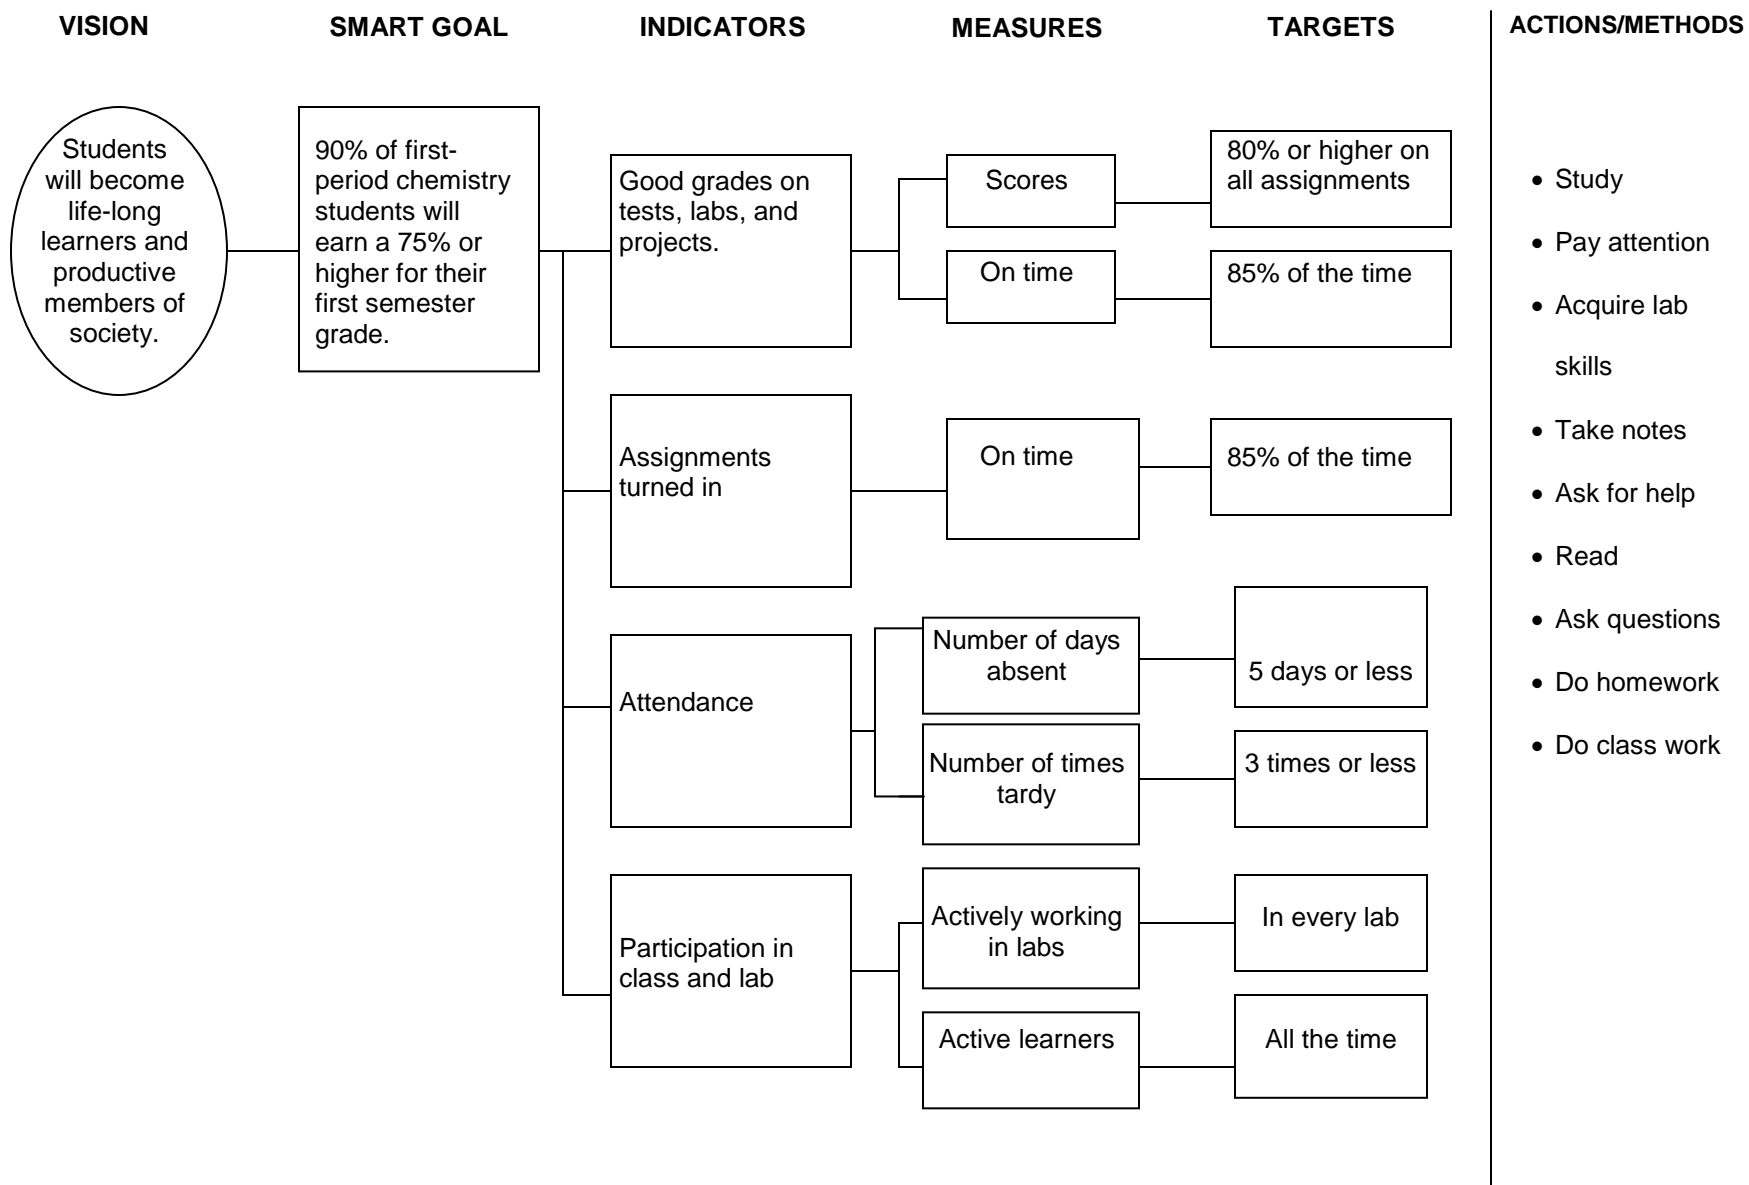 VISION
SMART GOAL
INDICATORS
MEASURES
TARGETS
ACTIONS/METHODS
Students
will become
life-long
learners and
productive
members of
society.
90% of first-
period chemistry
students will
earn a 75% or
higher for their
first semester
grade.
Good grades on
tests, labs, and
projects.
Scores
80% or higher on
all assignments
On time
85% of the time
Assignments
turned in
On time
85% of the time
Attendance
Number of days
absent
5 days or less
Number of times
tardy
3 times or less
Participation in
class and lab
Actively working
in labs
In every lab
Active learners
All the time
• Study
• Pay attention
• Acquire lab
skills
• Take notes
• Ask for help
• Read
• Ask questions
• Do homework
• Do class work